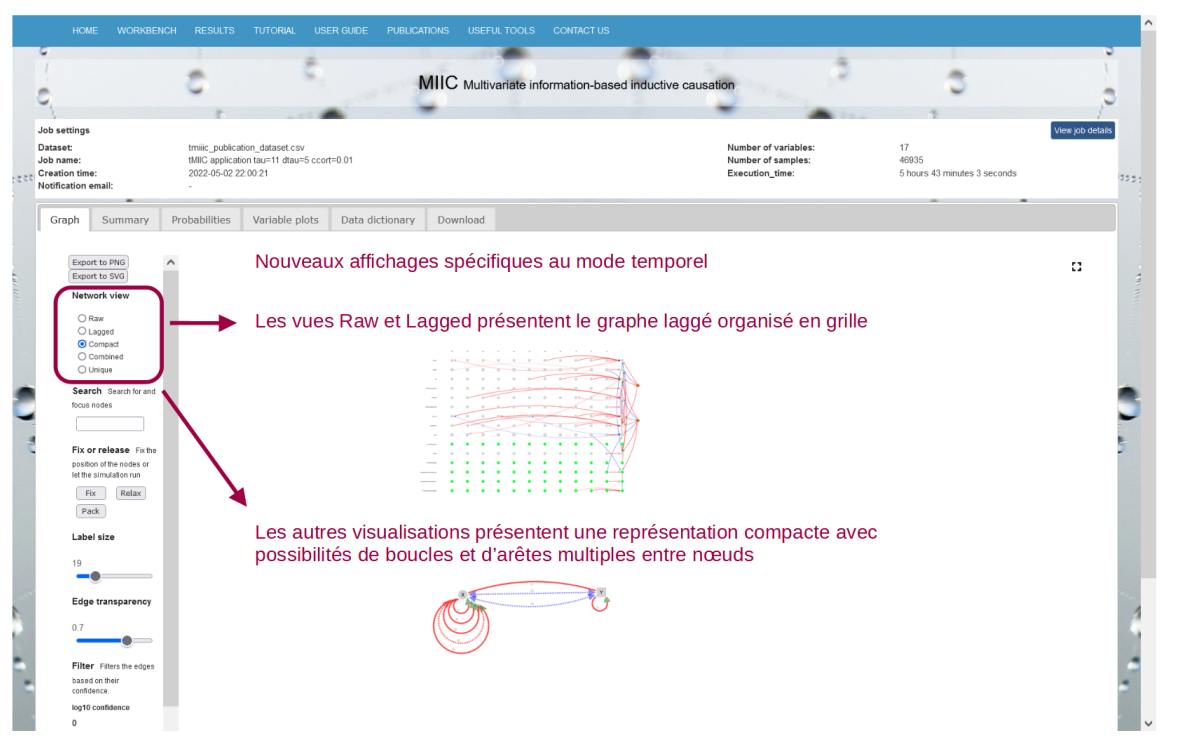 HOME WORKBENCH RESULTS TUTORIAL USER GUIDE PUBLICATIONS USEFUL TOOLS CONTACT US
MIIC Multivariate information-based inductive causation
Job settings
View job details
Dataset: tmiiic_publication_dataset.csv Number of variables: 17
Job name: tMIIC application tau=11 dtau=5 ccort=0.01 Number of samples: 46935
Creation time: 2022-05-02 22:00:21 Execution_time: 5 hours 43 minutes 3 seconds
Notification email: -
Graph Summary Probabilities Variable plots Data dictionary Download
Export to PNG
Export to SVG
Network view
Raw
Lagged
Compact
Combined
Unique
Search Search for and
focus nodes
Fix or release Fix the
position of the nodes or
let the simulation run
Fix Relax
Pack
Label size
19
Edge transparency
0.7
Filter Filters the edges
based on their
confidence.
log10 confidence
0
Nouveaux affichages spécifiques au mode temporel
Les vues Raw et Lagged présentent le graphe laggé organisé en grille
Les autres visualisations présentent une représentation compacte avec
possibilités de boucles et d'arêtes multiples entre nœuds
X Y